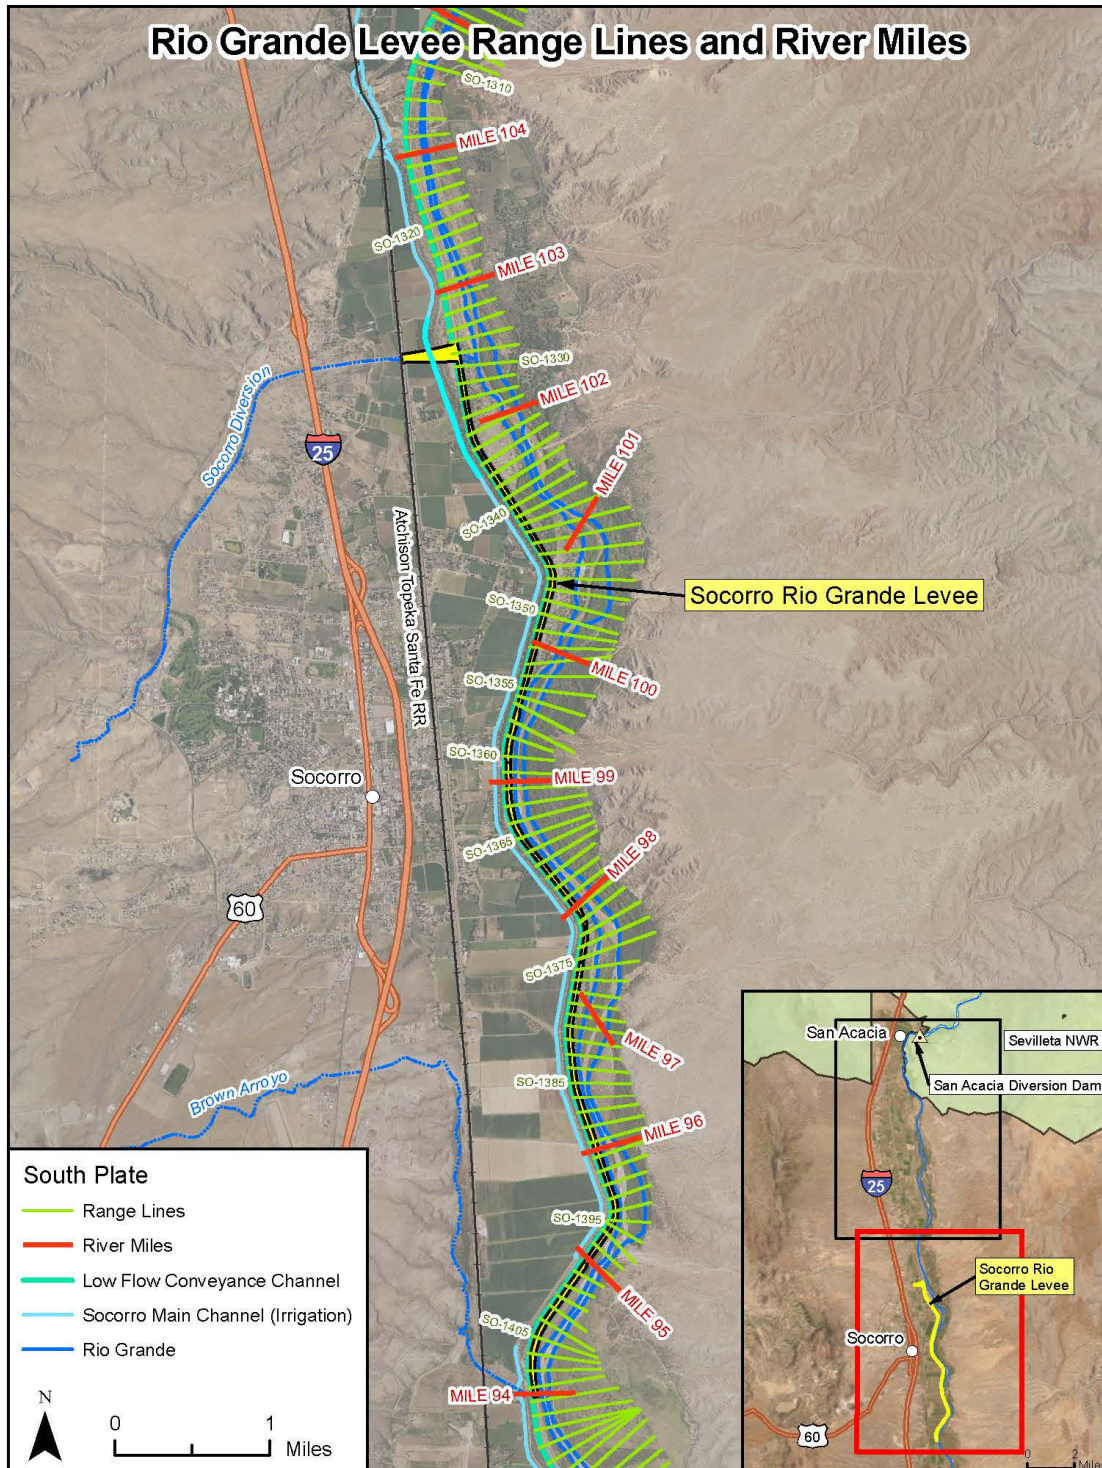 Rio Grande Levee Range Lines and River Miles
SO-1310
MILE 104
SO-1320
MILE 103
SO-1330
MILE 102
Socorro Diversion
25
MILE 101
SO-1340
Atchison Topeka Santa Fe RR
Socorro Rio Grande Levee
SO-1350
MILE 100
SO-1355
SO-1360
Socorro
MILE 99
SO-1365
MILE 98
60
SO-1375
MILE 97
Brown Arroyo
SO-1385
MILE 96
SO-1395
MILE 95
SO-1405
MILE 94
South Plate
Range Lines
River Miles
Low Flow Conveyance Channel
Socorro Main Channel (Irrigation)
Rio Grande
N
0 1
Miles
San Acacia
Sevilleta NWR
San Acacia Diversion Dam
25
Socorro Rio
Grande Levee
Socorro
60
0 2
Miles